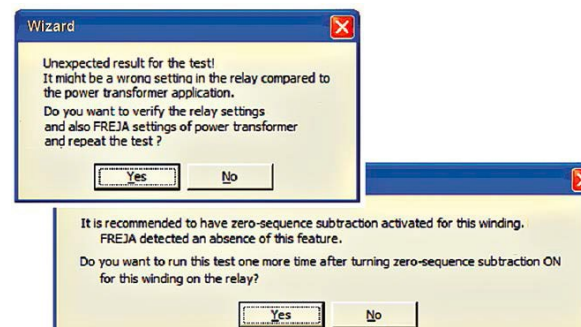 Wizard
Unexpected result for the test!
It might be a wrong setting in the relay compared to
the power transformer application.
Do you want to verify the relay settings
and also FREJA settings of power transformer
and repeat the test ?
Yes No
It is recommended to have zero-sequence subtraction activated for this winding.
FREJA detected an absence of this feature.
Do you want to run this test one more time after turning zero-sequence subtraction ON
for this winding on the relay?
Yes No